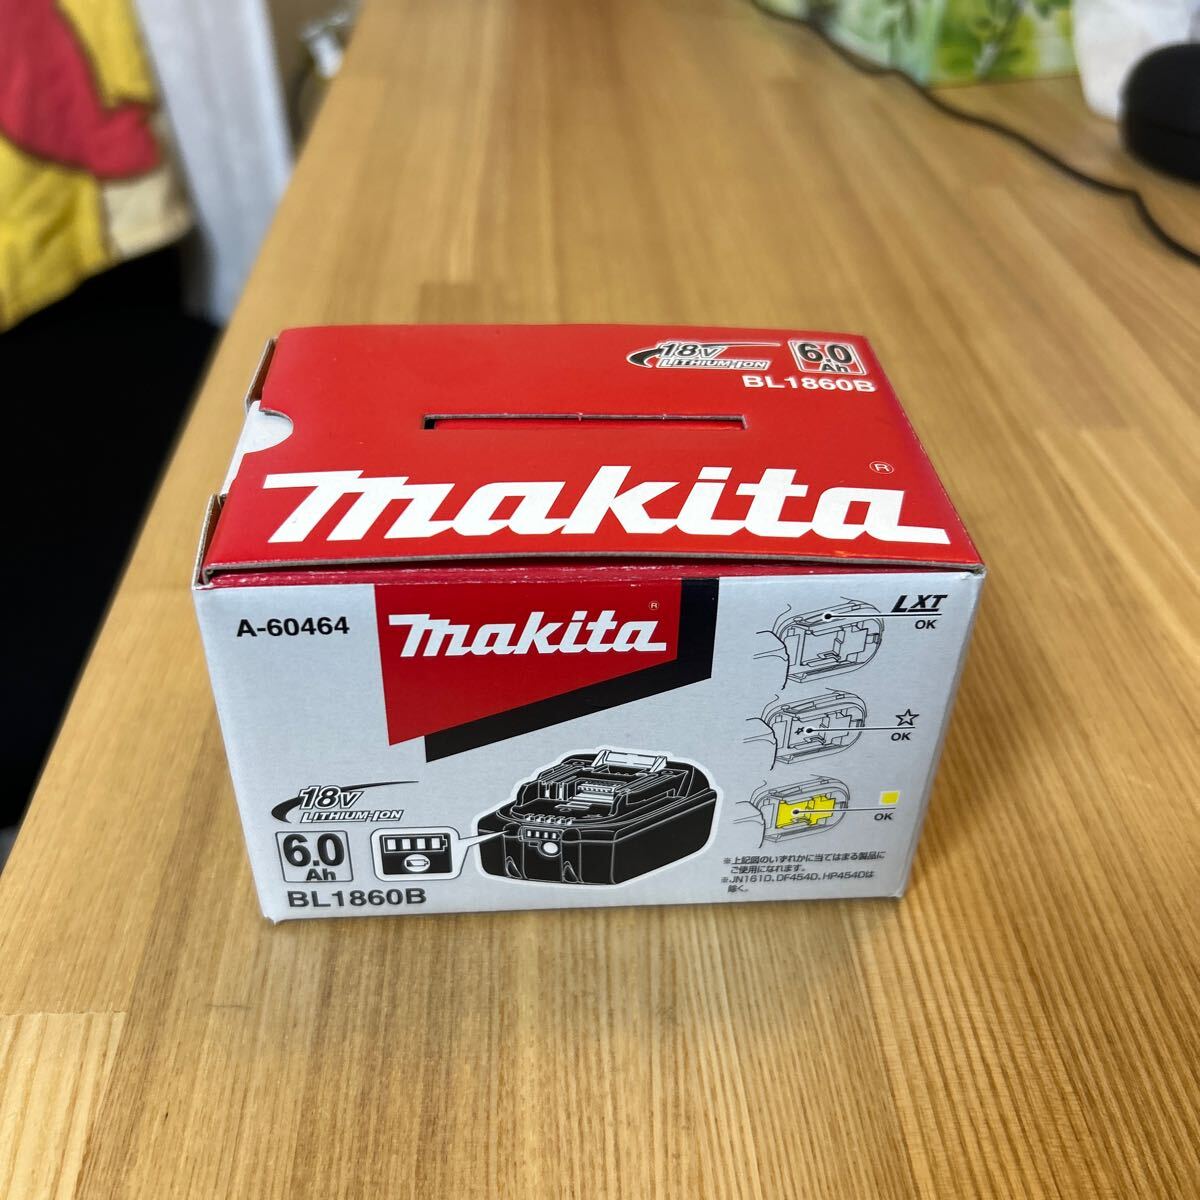 18V
LITHIUM-ION
6.0
Ah
BL1860B
makita®
A-60464
makita®
LXT
OK
☆
OK
OK
18V
LITHIUM-ION
6.0
Ah
BL1860B
※上記図のいずれかに当てはまる製品に
ご使用になれます。
※JN161D、DF454D、HP454Dは
除く。